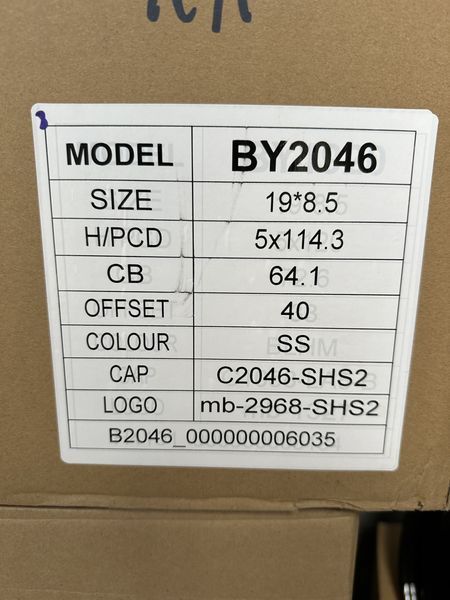 MODEL BY2046
SIZE 19*8.5
H/PCD 5x114.3
CB 64.1
OFFSET 40
COLOUR SS
CAP C2046-SHS2
LOGO mb-2968-SHS2
B2046_000000006035